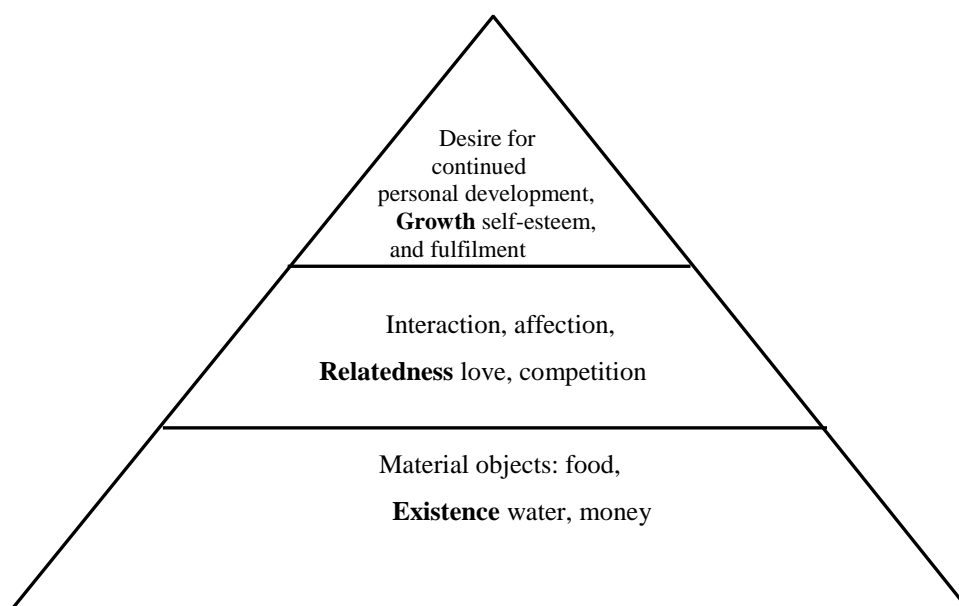 Desire for
continued
personal development,
Growth self-esteem,
and fulfilment
Interaction, affection,
Relatedness love, competition
Material objects: food,
Existence water, money